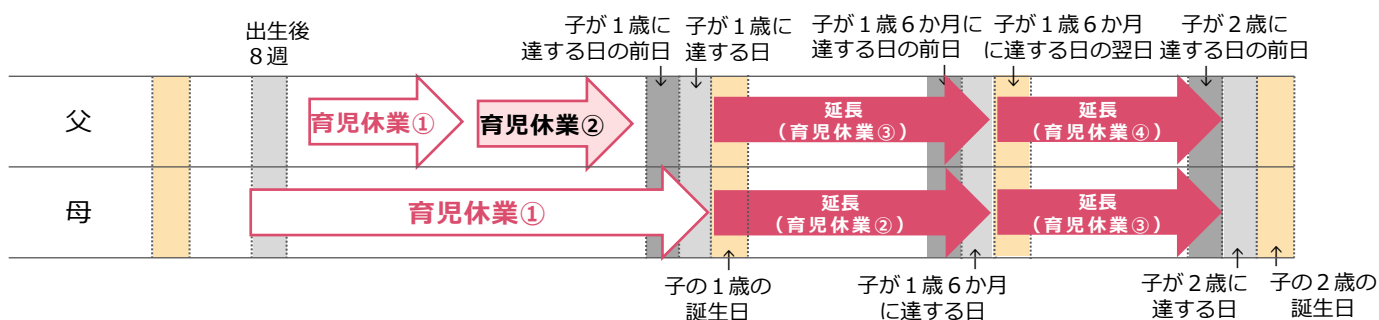 出生後
８週
子が１歳に
達する日の前日
子が１歳に
達する日
子が１歳６か月に
達する日の前日
子が１歳６か月
に達する日の翌日
子が２歳に
達する日の前日
父
育児休業①
育児休業②
延長
（育児休業③）
延長
（育児休業④）
母
育児休業①
延長
（育児休業②）
延長
（育児休業③）
子の１歳の
誕生日
子が１歳６か月
に達する日
子が２歳に
達する日
子の２歳の
誕生日